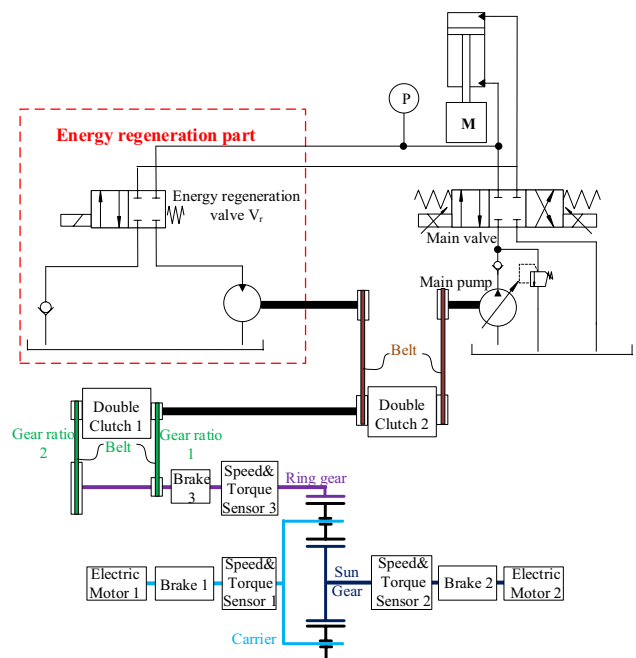 P
M
Energy regeneration part
Energy regeneration
valve Vr
Main valve
Main pump
Belt
Double
Clutch 1
Double
Clutch 2
Gear ratio
2
Belt
Gear ratio
1
Brake
3
Speed&
Torque
Sensor 3
Ring gear
Electric
Motor 1
Brake 1
Speed&
Torque
Sensor 1
Sun
Gear
Speed&
Torque
Sensor 2
Brake 2
Electric
Motor 2
Carrier